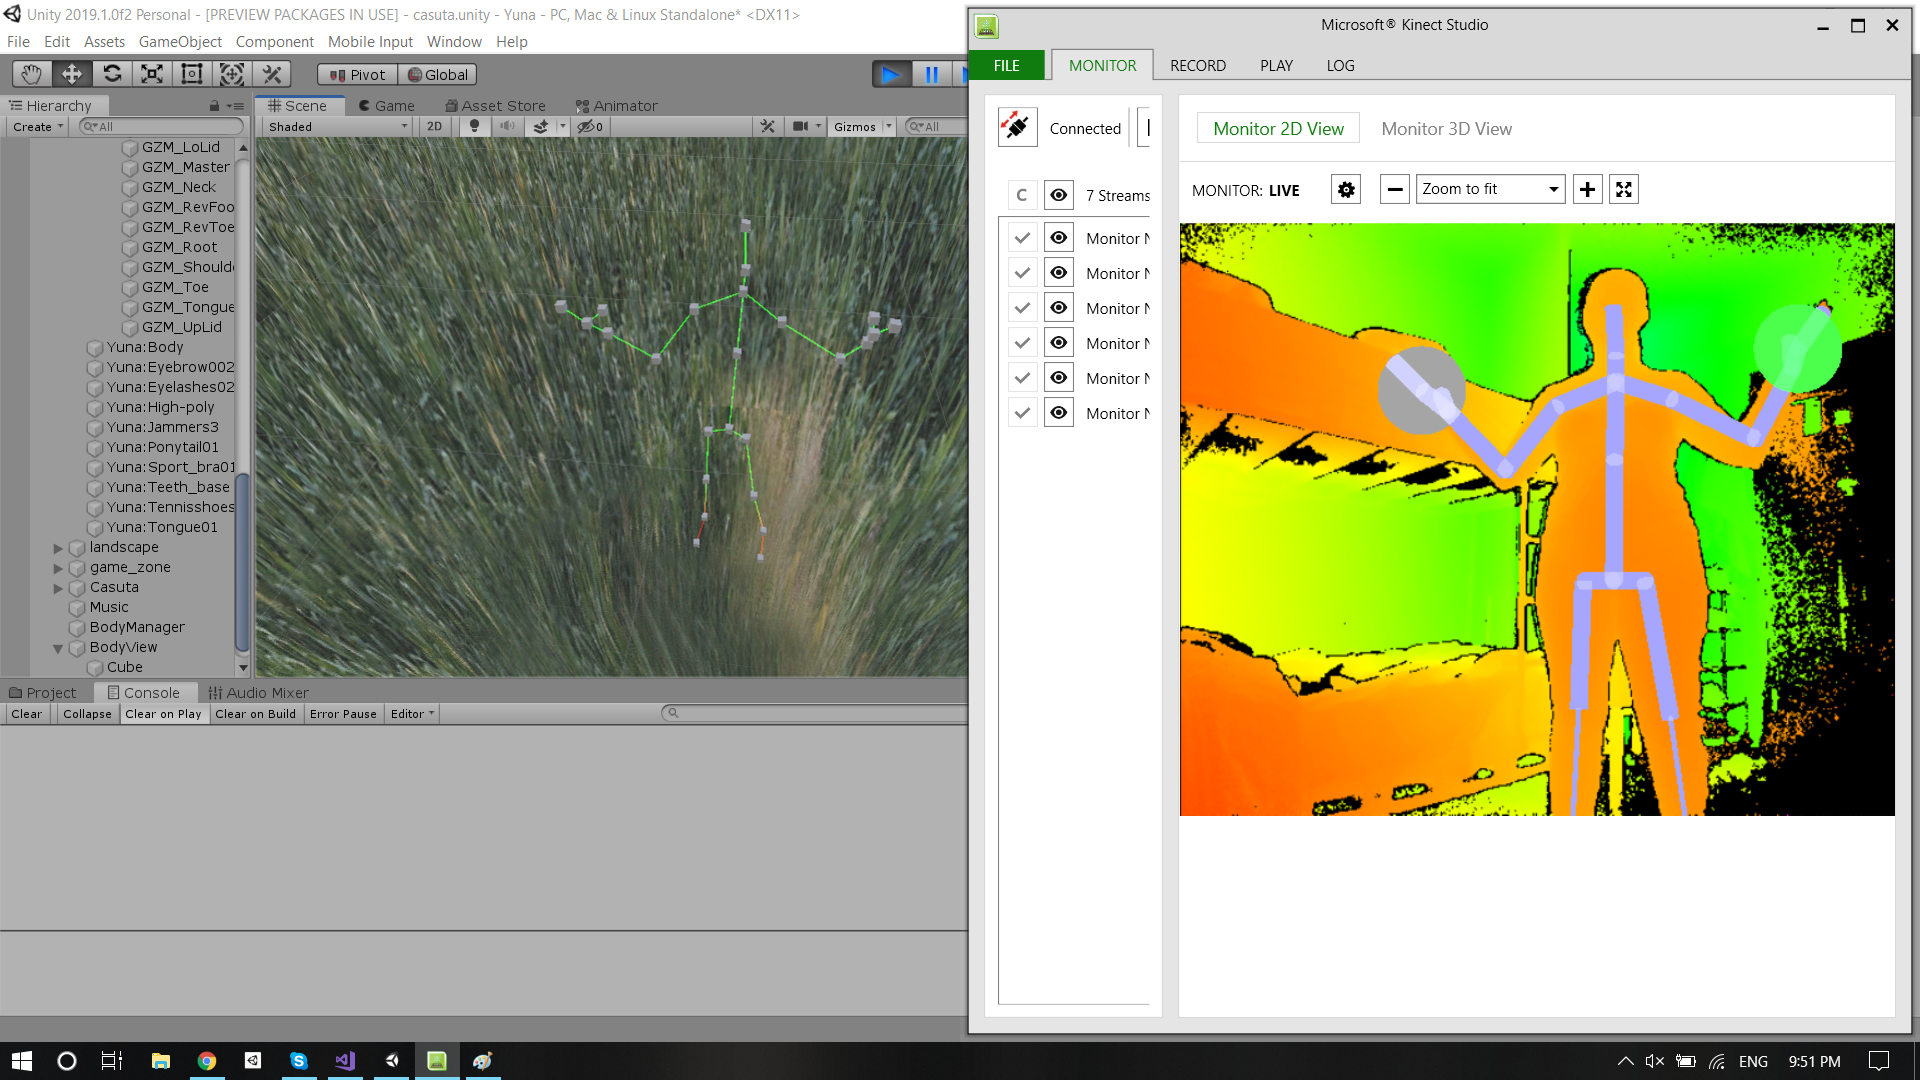 Unity 2019.1.0f2 Personal - [PREVIEW PACKAGES IN USE] - casuta.unity - Yuna - PC, Mac & Linux Standalone* <DX11>
File Edit Assets GameObject Component Mobile Input Window Help
Pivot Global
Hierarchy
Create All
GZM_LoLid
GZM_Master
GZM_Neck
GZM_RevFoo
GZM_RevToe
GZM_Root
GZM_Should
GZM_Toe
GZM_Tongue
GZM_UpLid
Yuna:Body
Yuna:Eyebrow002
Yuna:Eyelashes02
Yuna:High-poly
Yuna:Jammers3
Yuna:Ponytail01
Yuna:Sport_bra01
Yuna:Teeth_base
Yuna:Tennisshoes
Yuna:Tongue01
landscape
game_zone
Casuta
Music
BodyManager
BodyView
Cube
Scene Game Asset Store Animator
Shaded 2D 0 Gizmos All
Project Console Audio Mixer
Clear Collapse Clear on Play Clear on Build Error Pause Editor
Microsoft® Kinect Studio
FILE MONITOR RECORD PLAY LOG
Connected
C 7 Streams
Monitor N
Monitor N
Monitor N
Monitor N
Monitor N
Monitor N
Monitor 2D View Monitor 3D View
MONITOR: LIVE Zoom to fit
ENG 9:51 PM